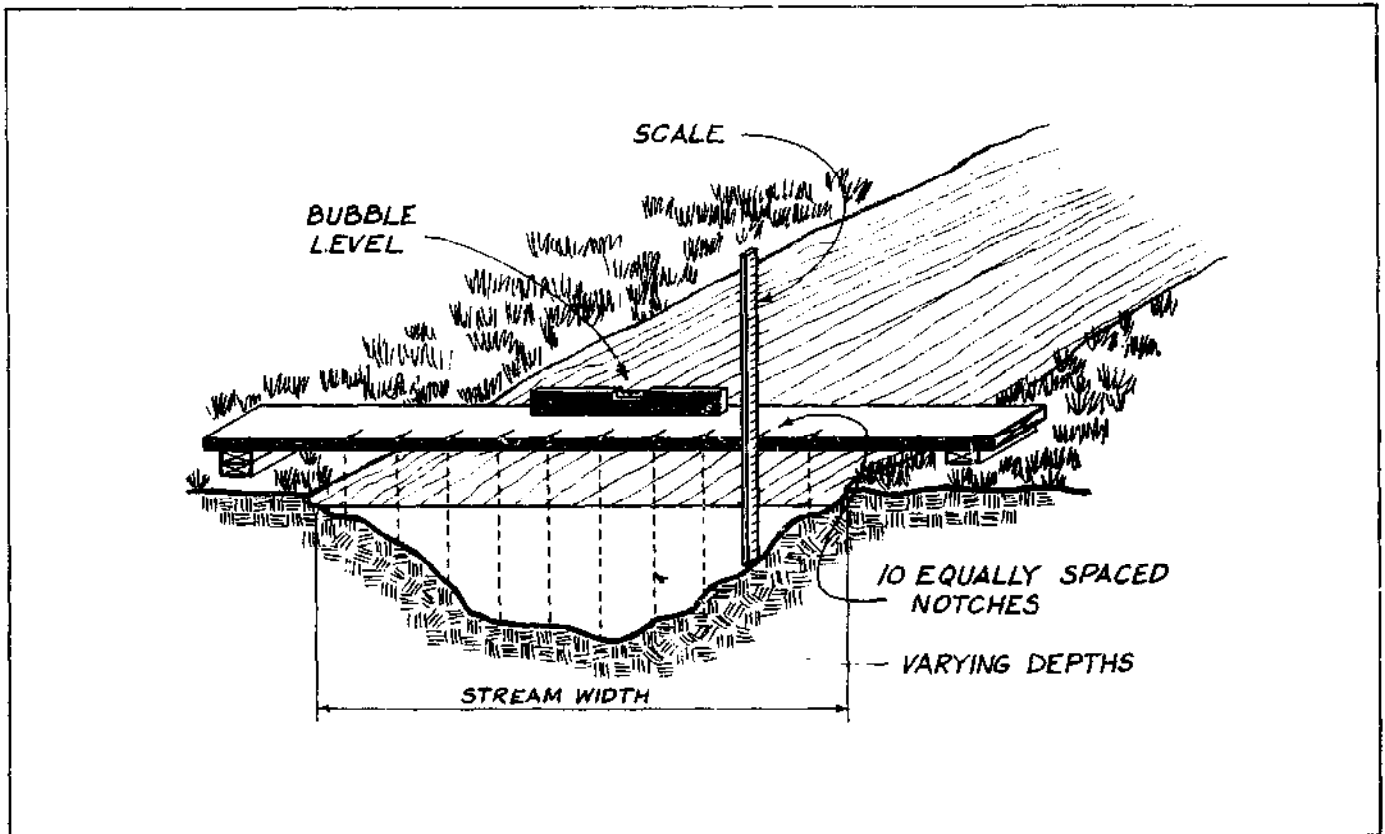 SCALE
BUBBLE
LEVEL
10 EQUALLY SPACED
NOTCHES
VARYING DEPTHS
STREAM WIDTH